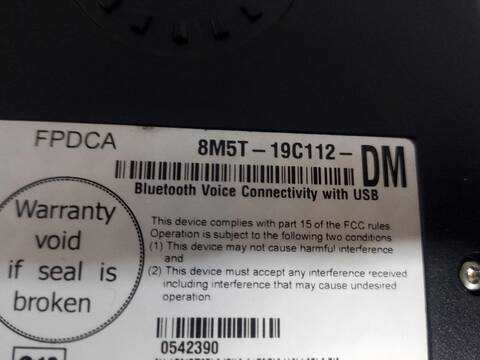 FPDCA
8M5T-19C112-DM
Bluetooth Voice Connectivity with USB
Warranty
void
if seal is
broken
This device complies with part 15 of the FCC rules.
Operation is subject to the following two conditions
(1) This device may not cause harmful interference
and
(2) This device must accept any interference received
including interference that may cause undesired
operation
0542390